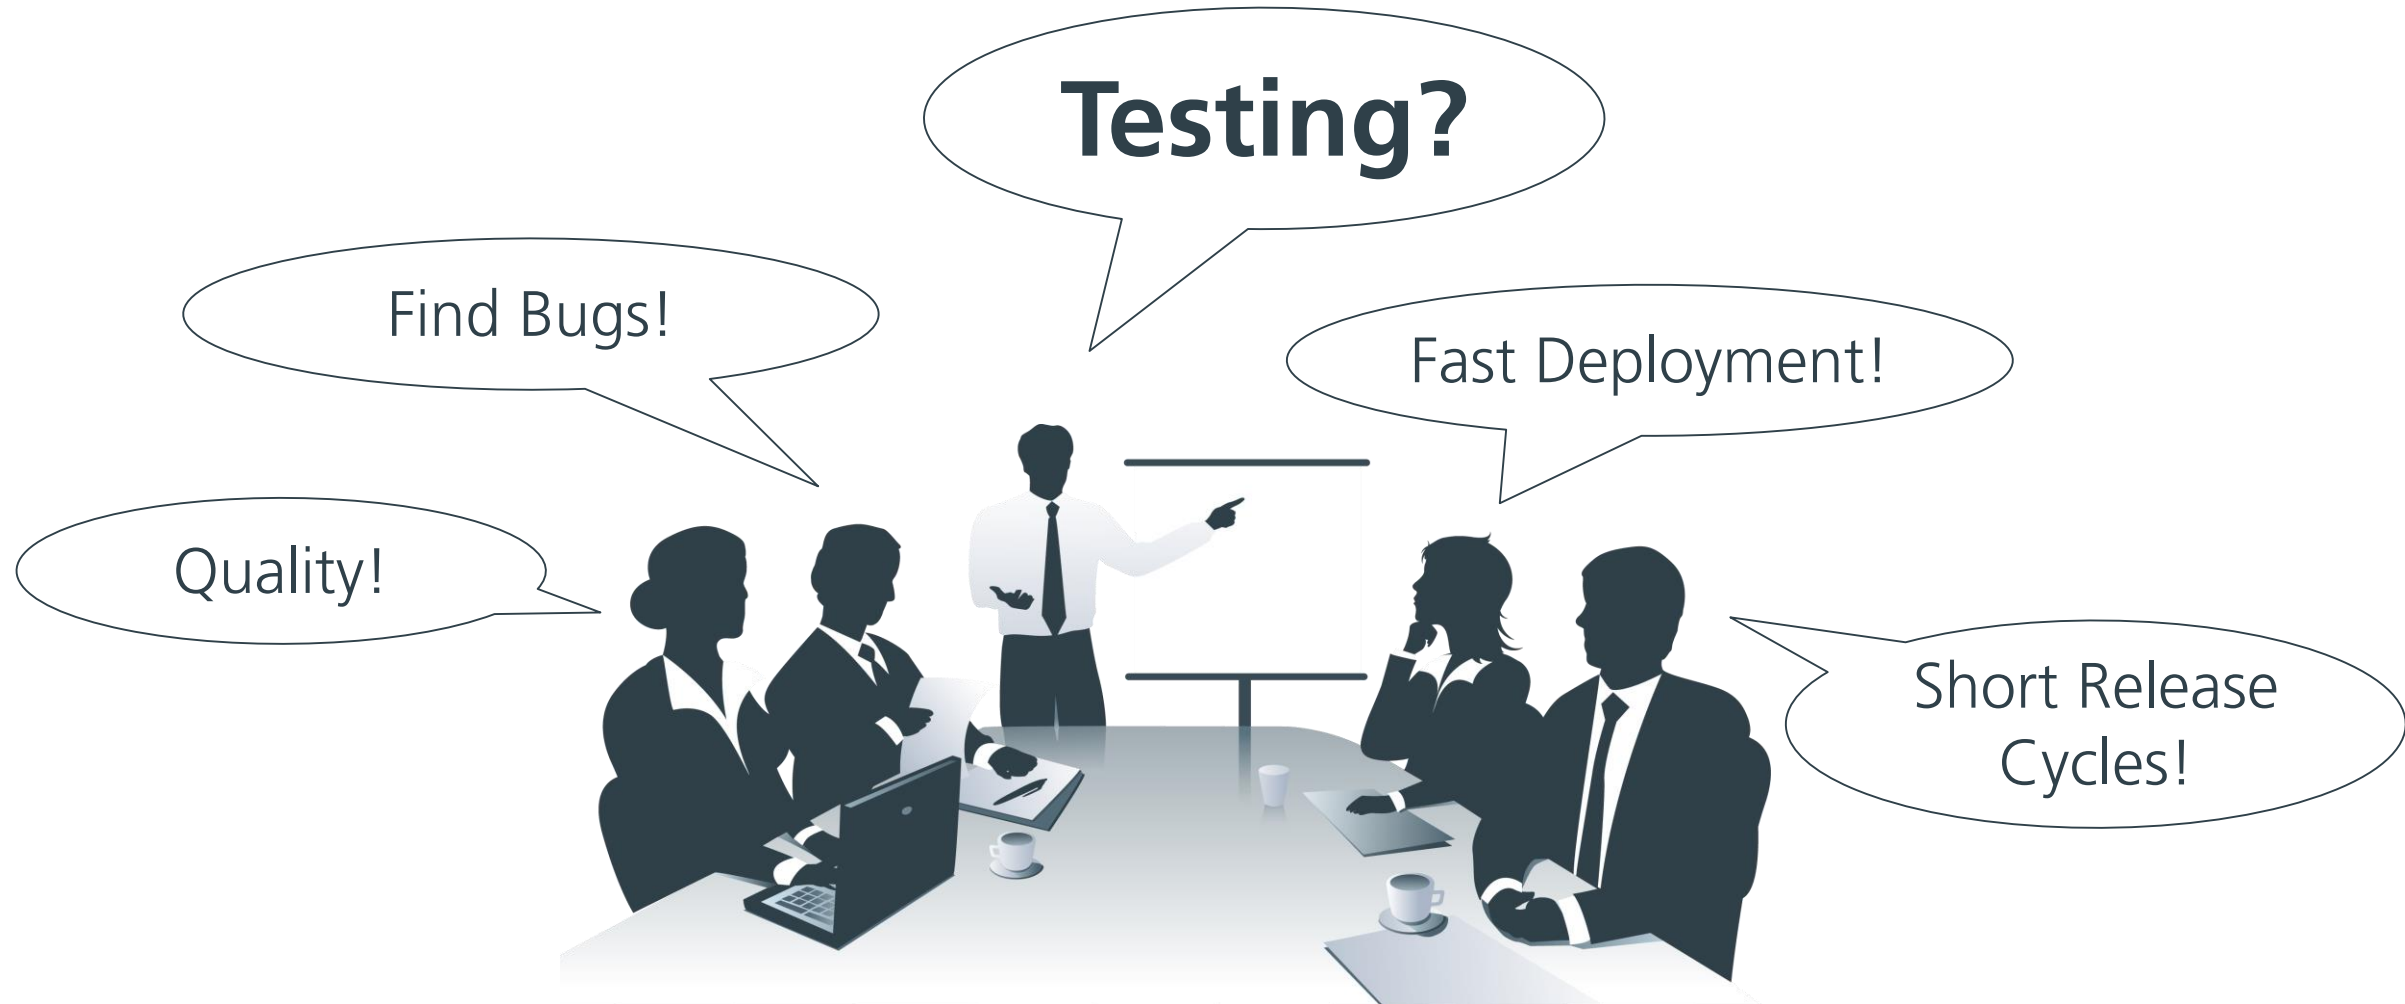 Testing?
Find Bugs!
Fast Deployment!
Quality!
Short Release
Cycles!